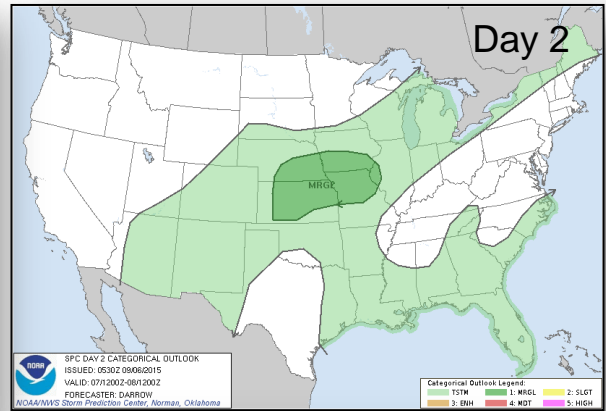 Day 2
MRGL
NOAA
SPC DAY 2 CATEGORICAL OUTLOOK
ISSUED: 0530Z 09/06/2015
VALID: 07/1200Z-08/1200Z
FORECASTER: DARROW
NOAA/NWS Storm Prediction Center, Norman, Oklahoma
Categorical Outlook Legend:
TSTM 1: MRGL 2: SLGT
3: ENH 4: MDT 5: HIGH